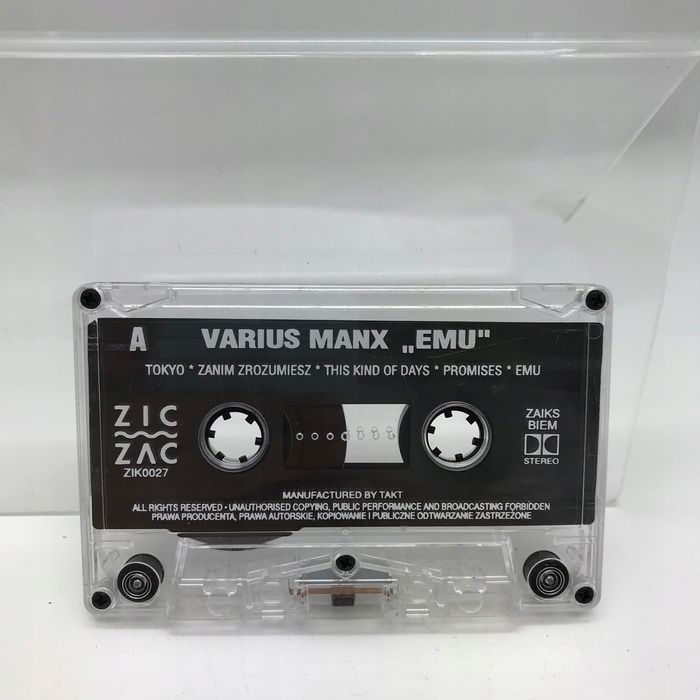 A
VARIUS MANX „EMU"
TOKYO * ZANIM ZROZUMIESZ * THIS KIND OF DAYS * PROMISES * EMU
ZIC
ZAC
ZIK0027
ZAIKS
BIEM
STEREO
MANUFACTURED BY TAKT
ALL RIGHTS RESERVED • UNAUTHORISED COPYING, PUBLIC PERFORMANCE AND BROADCASTING FORBIDDEN
PRAWA PRODUCENTA, PRAWA AUTORSKIE, KOPIOWANIE I PUBLICZNE ODTWARZANIE ZASTRZEŻONE